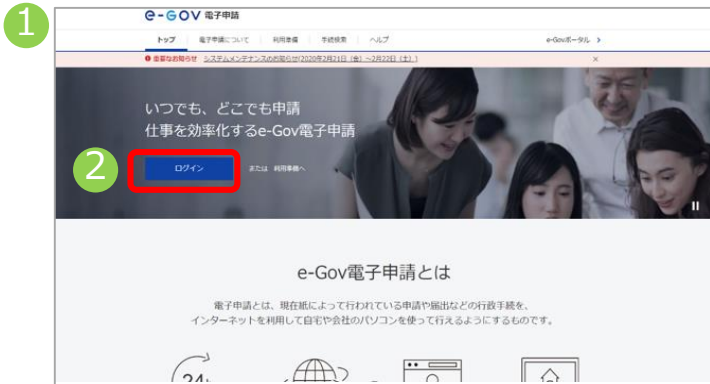 1
e-GOV 電子申請
トップ 電子申請について 利用準備 手続検索 ヘルプ e-Govポータル
重要なお知らせ システムメンテナンスのお知らせ(2020年2月21日（金）～2月22日（土）)
いつでも、どこでも申請
仕事を効率化するe-Gov電子申請
2
ログイン または 利用準備へ
e-Gov電子申請とは
電子申請とは、現在紙によって行われている申請や届出などの行政手続を、
インターネットを利用して自宅や会社のパソコンを使って行えるようにするものです。
24h